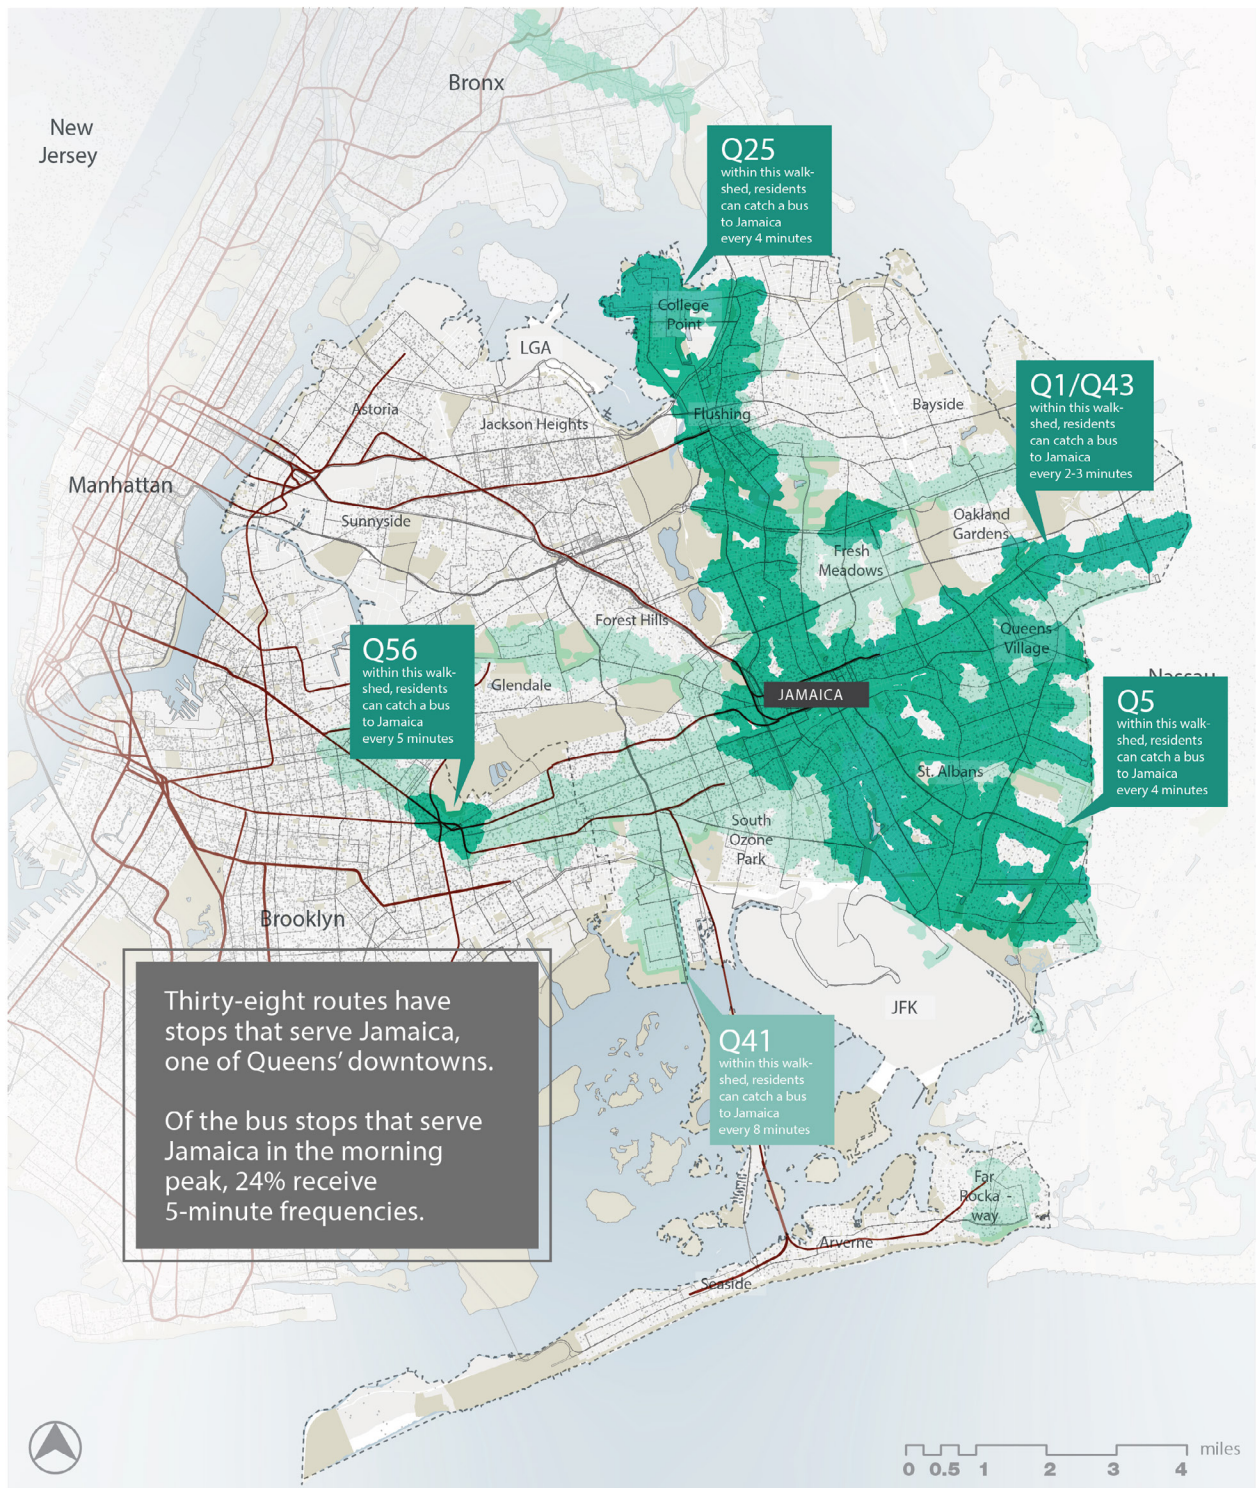 Bronx
New
Jersey
Q25
within this walk-
shed, residents
can catch a bus
to Jamaica
every 4 minutes
College
Point
LGA
Q1/Q43
within this walk-
shed, residents
can catch a bus
to Jamaica
every 2-3 minutes
Astoria
Jackson Heights
Flushing
Bayside
Manhattan
Sunnyside
Oakland
Gardens
Fresh
Meadows
Forest Hills
Queens
Village
Q56
within this walk-
shed, residents
can catch a bus
to Jamaica
every 5 minutes
Glendale
JAMAICA
Nassau
Q5
within this walk-
shed, residents
can catch a bus
to Jamaica
every 4 minutes
St. Albans
South
Ozone
Park
Brooklyn
Thirty-eight routes have
stops that serve Jamaica,
one of Queens' downtowns.
Of the bus stops that serve
Jamaica in the morning
peak, 24% receive
5-minute frequencies.
JFK
Q41
within this walk-
shed, residents
can catch a bus
to Jamaica
every 8 minutes
Far
Rocka -
way
Arverne
Seaside
miles
0 0.5 1 2 3 4